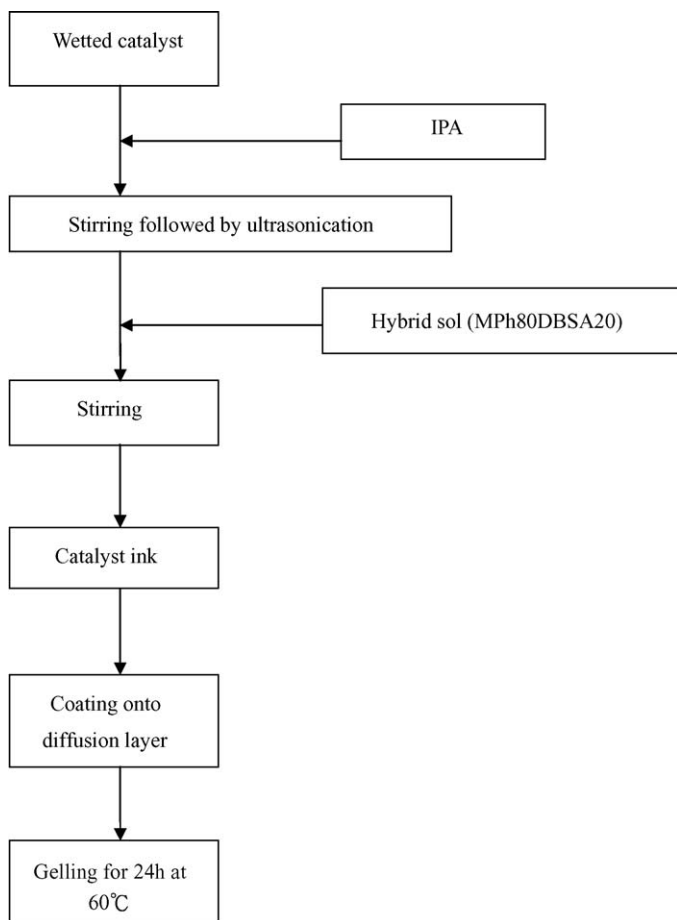 Wetted catalyst
IPA
Stirring followed by ultrasonication
Hybrid sol (MPh80DBSA20)
Stirring
Catalyst ink
Coating onto
diffusion layer
Gelling for 24h at
60℃